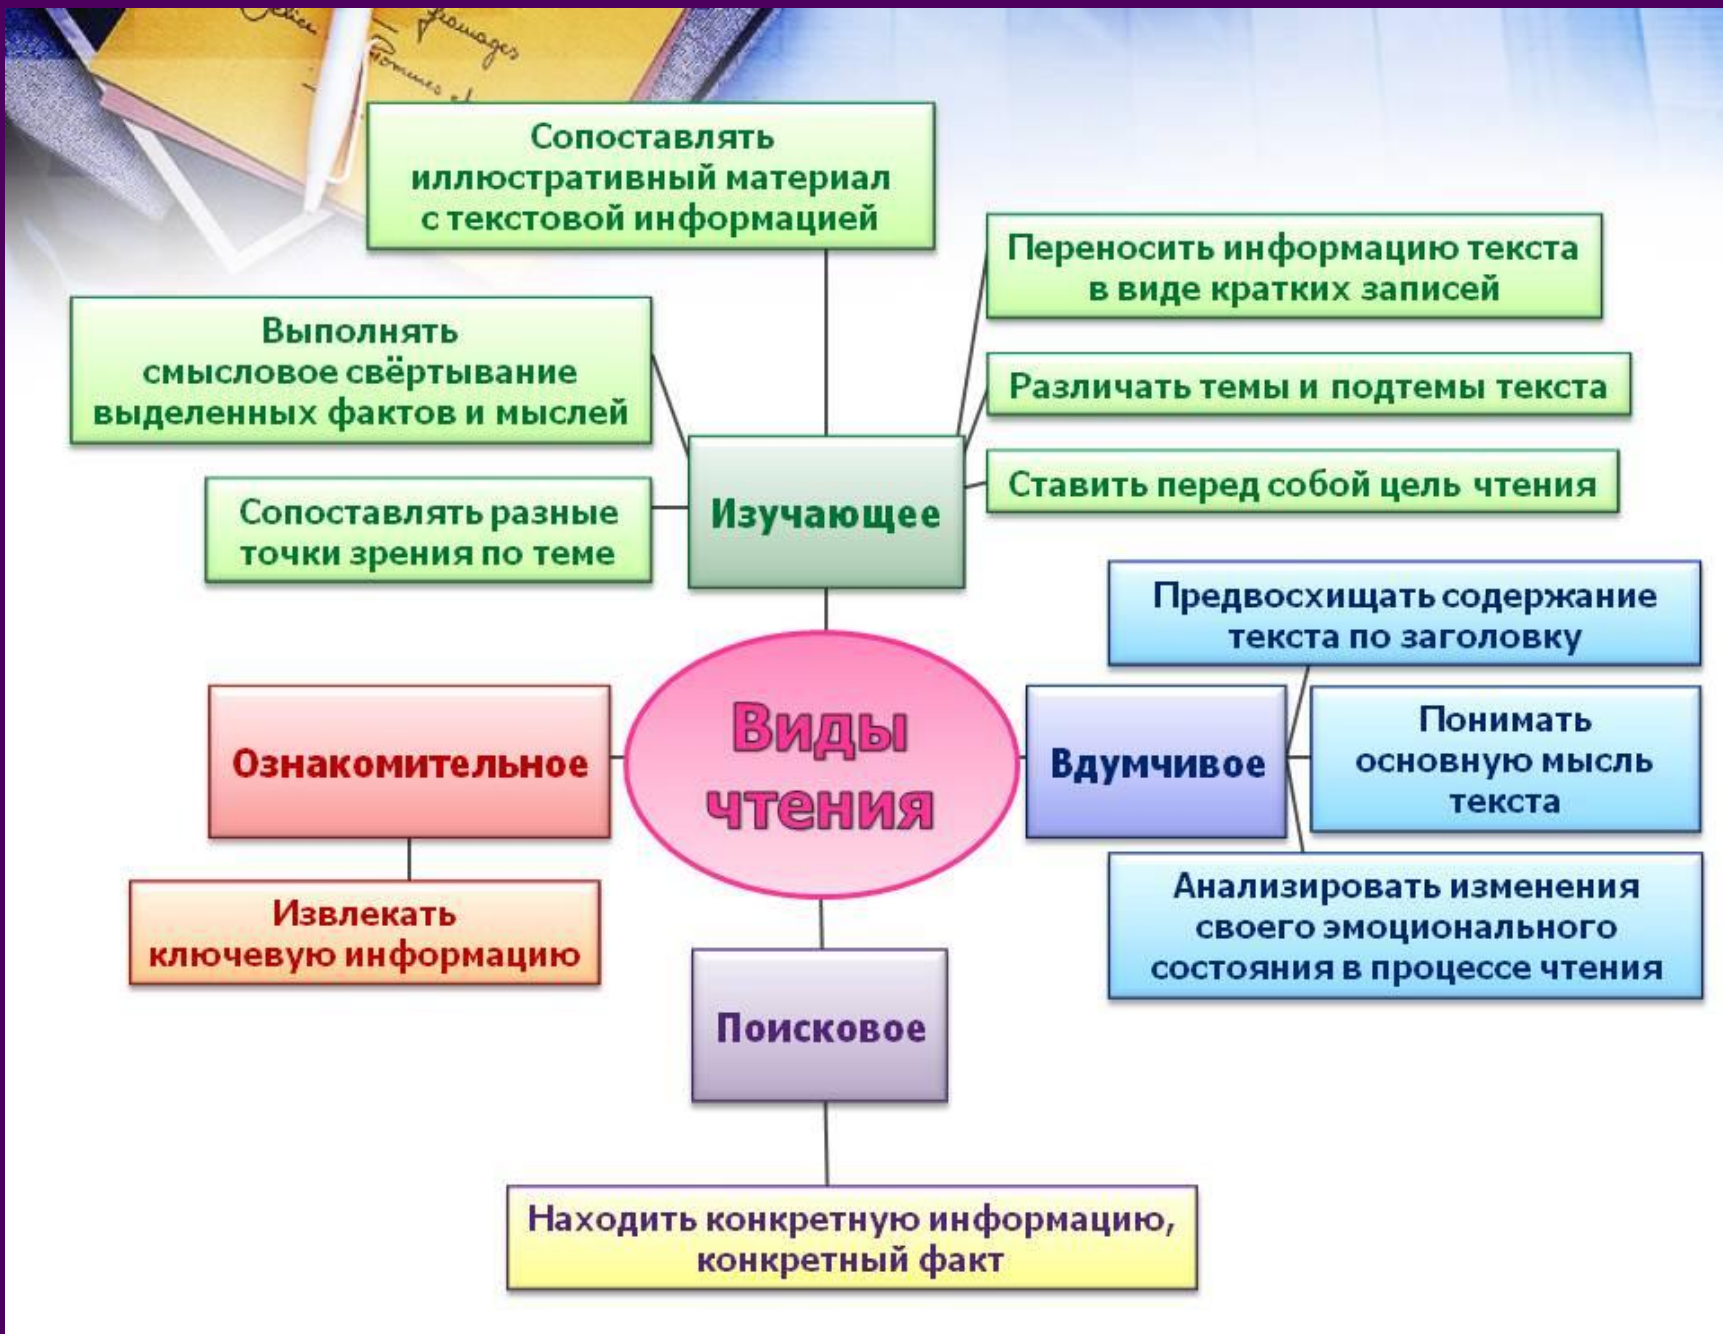 fromages
Pommes
Сопоставлять
иллюстративный материал
с текстовой информацией
Переносить информацию текста
в виде кратких записей
Выполнять
смысловое свёртывание
выделенных фактов и мыслей
Различать темы и подтемы текста
Ставить перед собой цель чтения
Сопоставлять разные
точки зрения по теме
Изучающее
Предвосхищать содержание
текста по заголовку
Ознакомительное
Виды
чтения
Вдумчивое
Понимать
основную мысль
текста
Извлекать
ключевую информацию
Анализировать изменения
своего эмоционального
состояния в процессе чтения
Поисковое
Находить конкретную информацию,
конкретный факт